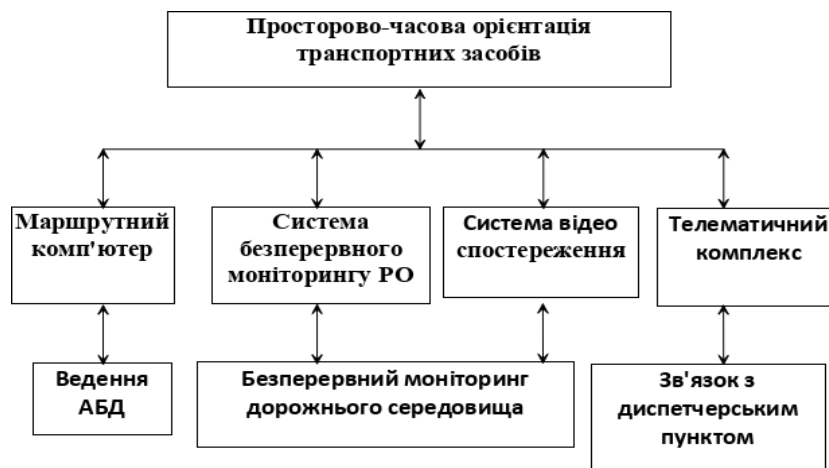 Просторово-часова орієнтація
транспортних засобів
Маршрутний
комп'ютер
Система
безперервного
моніторингу РО
Система відео
спостереження
Телематичний
комплекс
Ведення
АБД
Безперервний моніторинг
дорожнього середовища
Зв'язок з
диспетчерським
пунктом